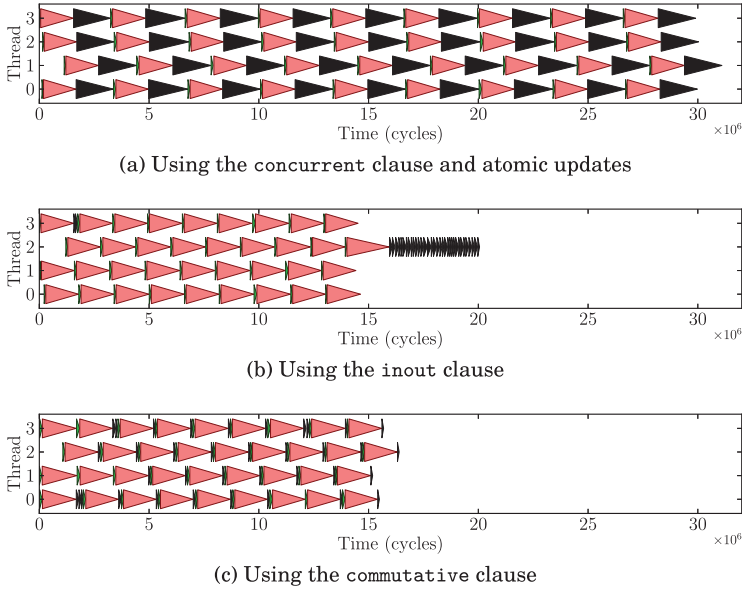 3
2
1
0
Thread
0 5 10 15 20 25 30
Time (cycles)
×10⁶
(a) Using the concurrent clause and atomic updates
3
2
1
0
Thread
0 5 10 15 20 25 30
Time (cycles)
×10⁶
(b) Using the inout clause
3
2
1
0
Thread
0 5 10 15 20 25 30
Time (cycles)
×10⁶
(c) Using the commutative clause